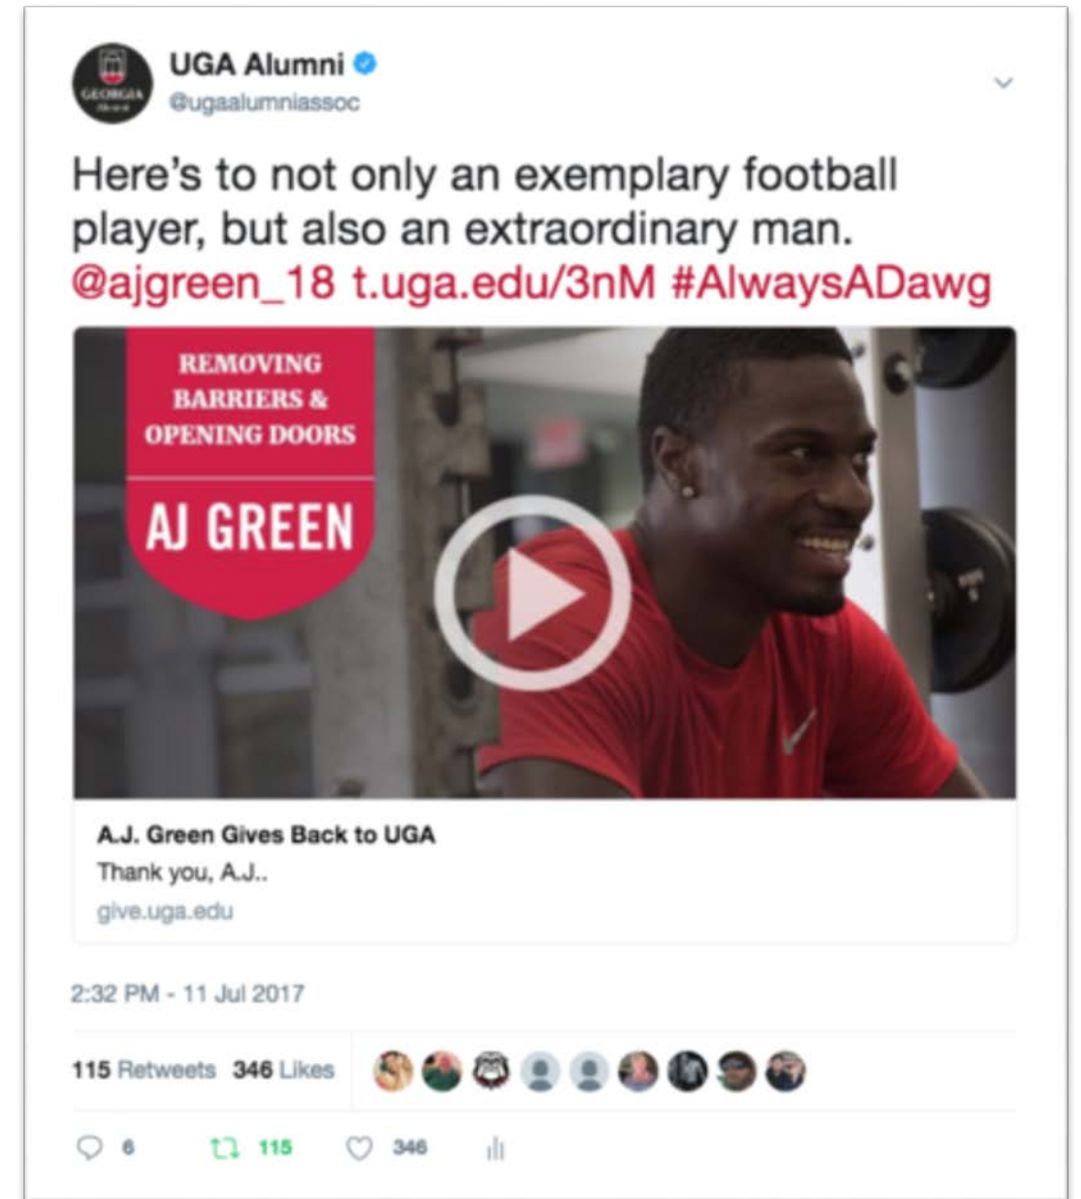 UGA Alumni
GEORGIA
@ugaalumniassoc
Here's to not only an exemplary football
player, but also an extraordinary man.
@ajgreen_18 t.uga.edu/3nM #AlwaysADawg
REMOVING
BARRIERS &
OPENING DOORS
AJ GREEN
A.J. Green Gives Back to UGA
Thank you, A.J..
give.uga.edu
2:32 PM - 11 Jul 2017
115 Retweets 346 Likes
6 115 346